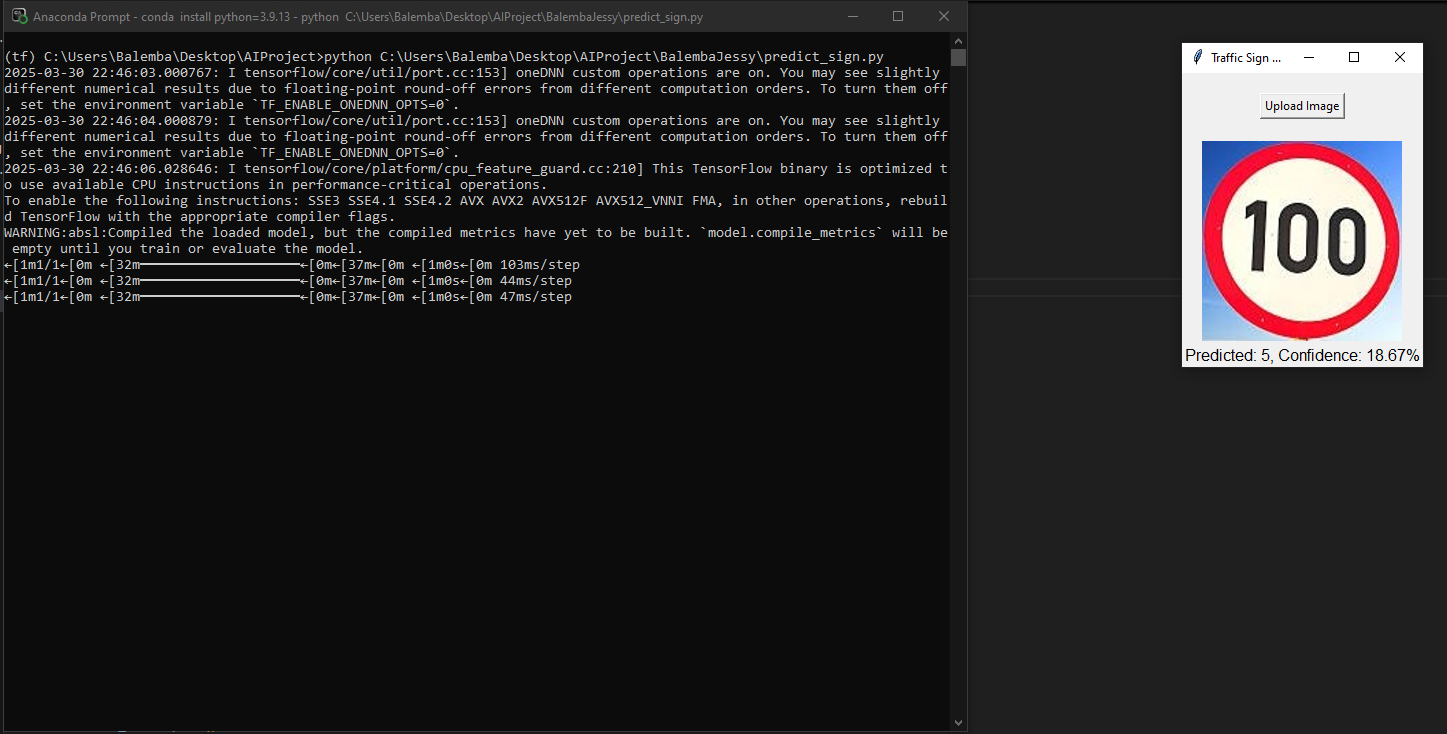 Anaconda Prompt - conda  install python=3.9.13 - python  C:\Users\Balemba\Desktop\AIProject\BalembaJessy\predict_sign.py
(tf) C:\Users\Balemba\Desktop\AIProject>python C:\Users\Balemba\Desktop\AIProject\BalembaJessy\predict_sign.py
2025-03-30 22:46:03.000767: I tensorflow/core/util/port.cc:153] oneDNN custom operations are on. You may see slightly
different numerical results due to floating-point round-off errors from different computation orders. To turn them off
, set the environment variable `TF_ENABLE_ONEDNN_OPTS=0`.
2025-03-30 22:46:04.000879: I tensorflow/core/util/port.cc:153] oneDNN custom operations are on. You may see slightly
different numerical results due to floating-point round-off errors from different computation orders. To turn them off
, set the environment variable `TF_ENABLE_ONEDNN_OPTS=0`.
2025-03-30 22:46:06.028646: I tensorflow/core/platform/cpu_feature_guard.cc:210] This TensorFlow binary is optimized t
o use available CPU instructions in performance-critical operations.
To enable the following instructions: SSE3 SSE4.1 SSE4.2 AVX AVX2 AVX512F AVX512_VNNI FMA, in other operations, rebuil
d TensorFlow with the appropriate compiler flags.
WARNING:absl:Compiled the loaded model, but the compiled metrics have yet to be built. `model.compile_metrics` will be
 empty until you train or evaluate the model.
←[1m1/1←[0m ←[32m━━━━━━━━━━━━━━━━━━━━←[0m←[37m←[0m ←[1m0s←[0m 103ms/step
←[1m1/1←[0m ←[32m━━━━━━━━━━━━━━━━━━━━←[0m←[37m←[0m ←[1m0s←[0m 44ms/step
←[1m1/1←[0m ←[32m━━━━━━━━━━━━━━━━━━━━←[0m←[37m←[0m ←[1m0s←[0m 47ms/step
Traffic Sign ...
Upload Image
100
Predicted: 5, Confidence: 18.67%